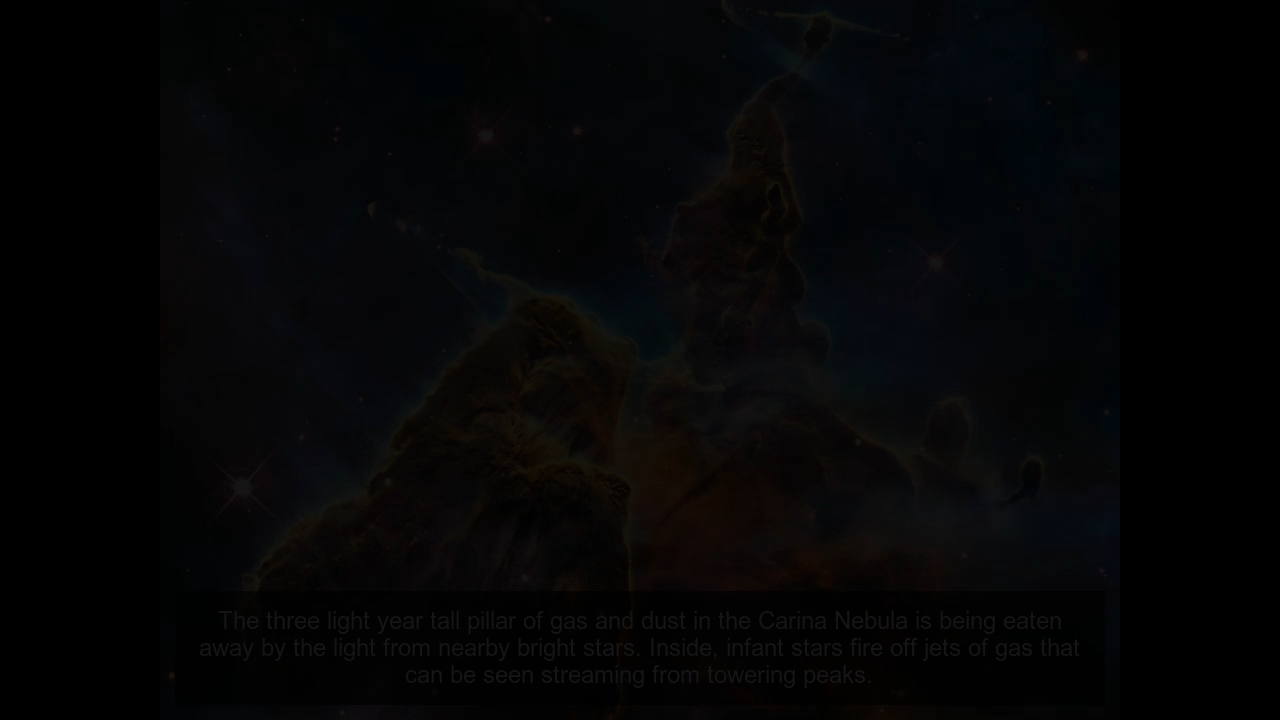 The three light year tall pillar of gas and dust in the Carina Nebula is being eaten
away by the light from nearby bright stars. Inside, infant stars fire off jets of gas that
can be seen streaming from towering peaks.